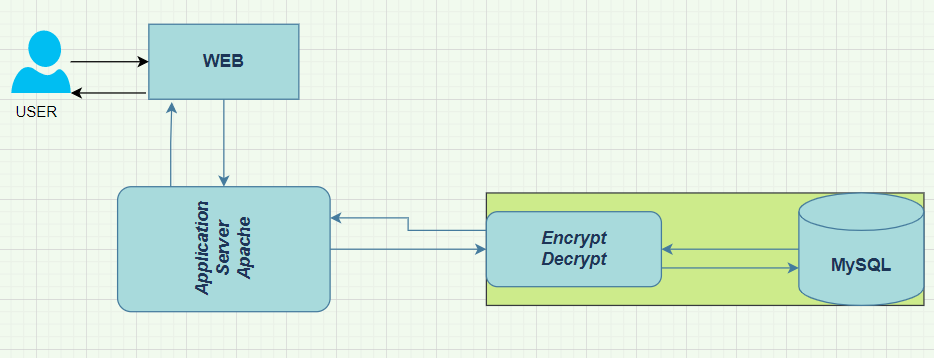 WEB
USER
Application
Server
Apache
Encrypt
Decrypt
MySQL